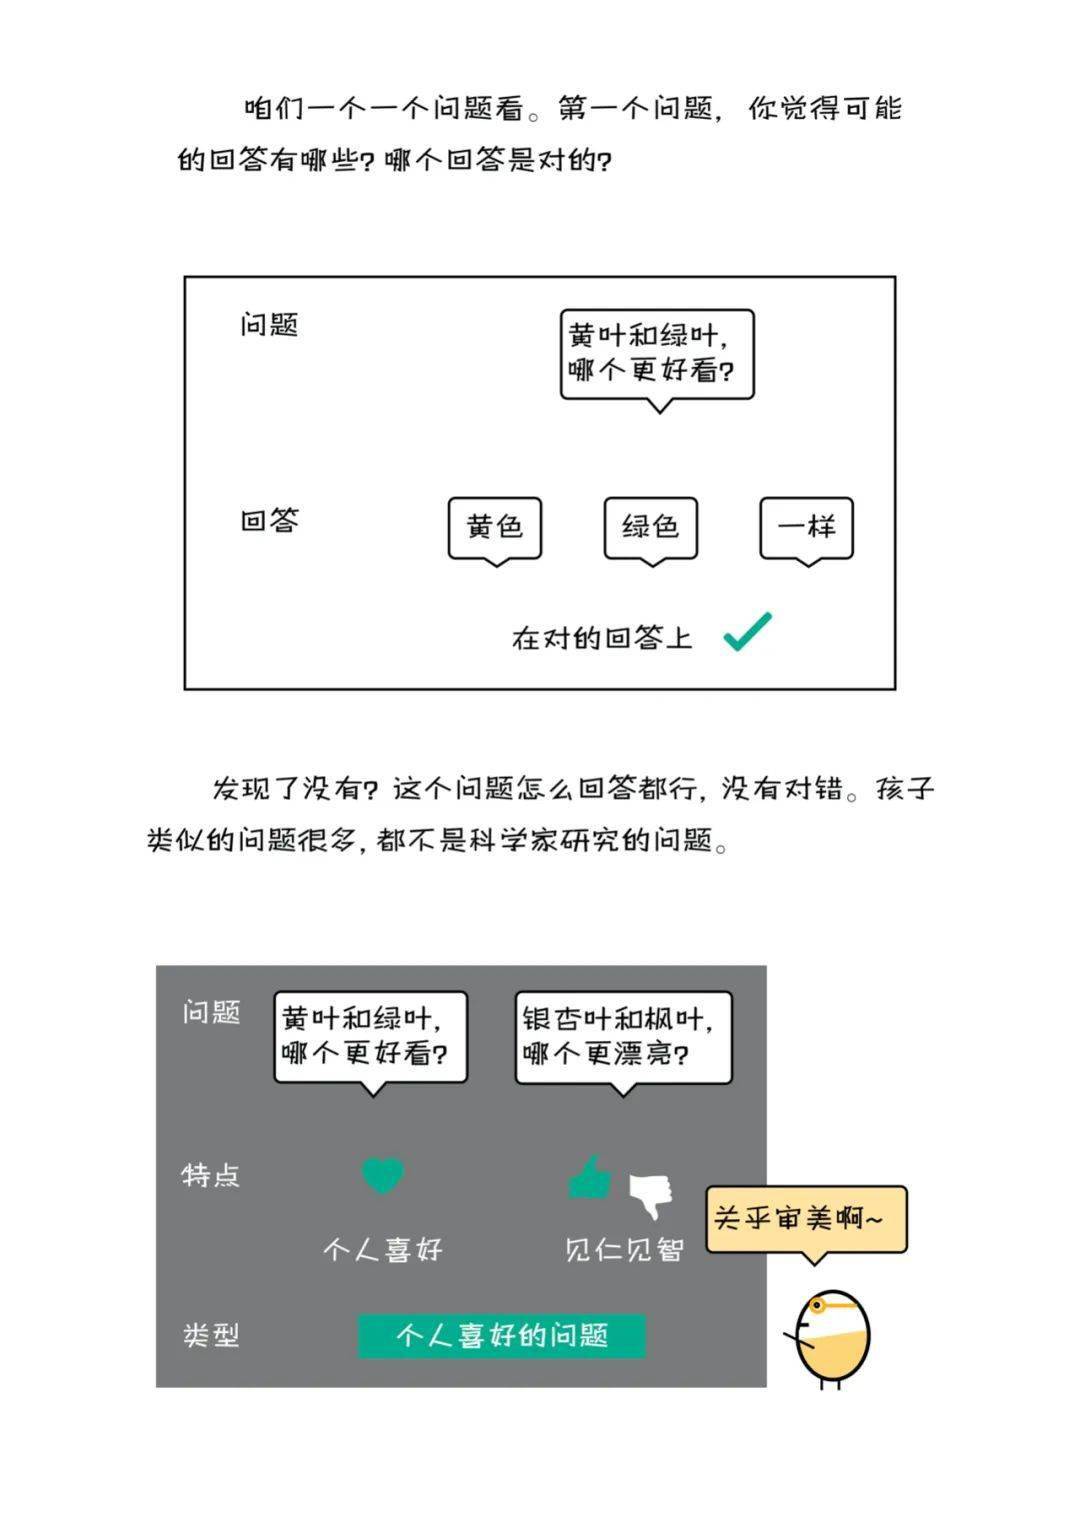 咱们一个一个问题看。第一个问题，你觉得可能
的回答有哪些?哪个回答是对的?
问题
黄叶和绿叶，
哪个更好看?
回答
黄色
绿色
一样
在对的回答上
发现了没有?这个问题怎么回答都行,没有对错。孩子
类似的问题很多,都不是科学家研究的问题。
问题
黄叶和绿叶，
哪个更好看?
银杏叶和枫叶，
哪个更漂亮?
特点
个人喜好
见仁见智
关乎审美啊~
类型
个人喜好的问题